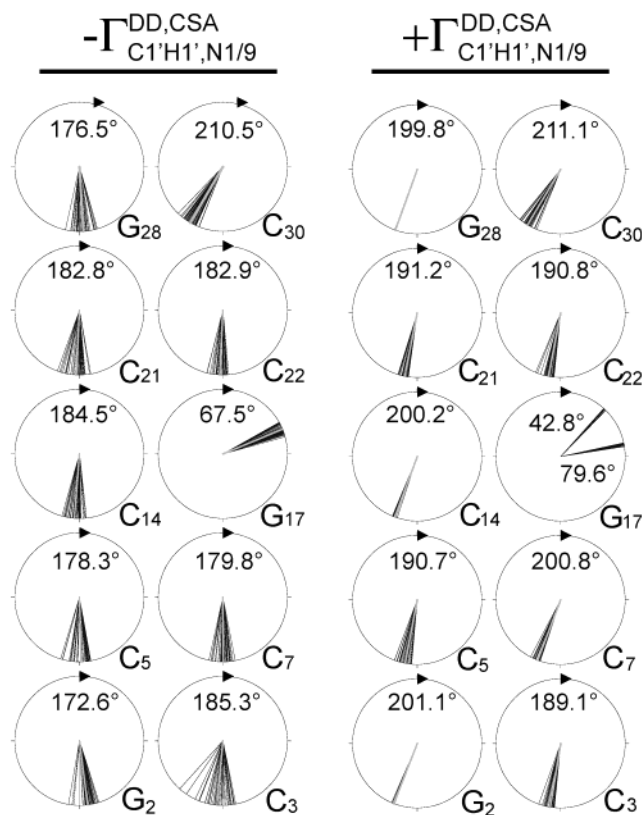 -Γ DD,CSA C1'H1',N1/9 +Γ DD,CSA C1'H1',N1/9
176.5° 210.5° 199.8° 211.1°
G28 C30 G28 C30
182.8° 182.9° 191.2° 190.8°
C21 C22 C21 C22
184.5° 67.5° 200.2° 42.8°
79.6°
C14 G17 C14 G17
178.3° 179.8° 190.7° 200.8°
C5 C7 C5 C7
172.6° 185.3° 201.1° 189.1°
G2 C3 G2 C3